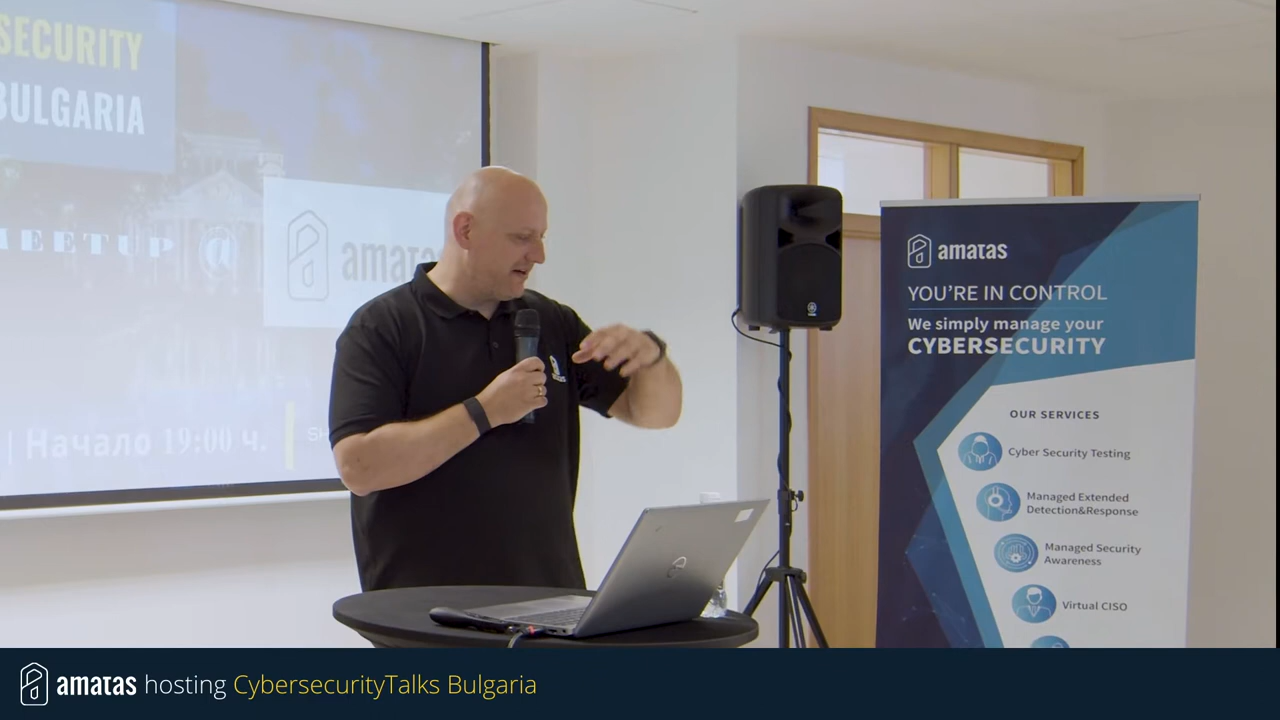 SECURITY
BULGARIA
MEETUP @
amatas
| Начало 19:00 ч.
amatas
YOU'RE IN CONTROL
We simply manage your
CYBERSECURITY
OUR SERVICES
Cyber Security Testing
Managed Extended
Detection&Response
Managed Security
Awareness
Virtual CISO
amatas hosting CybersecurityTalks Bulgaria